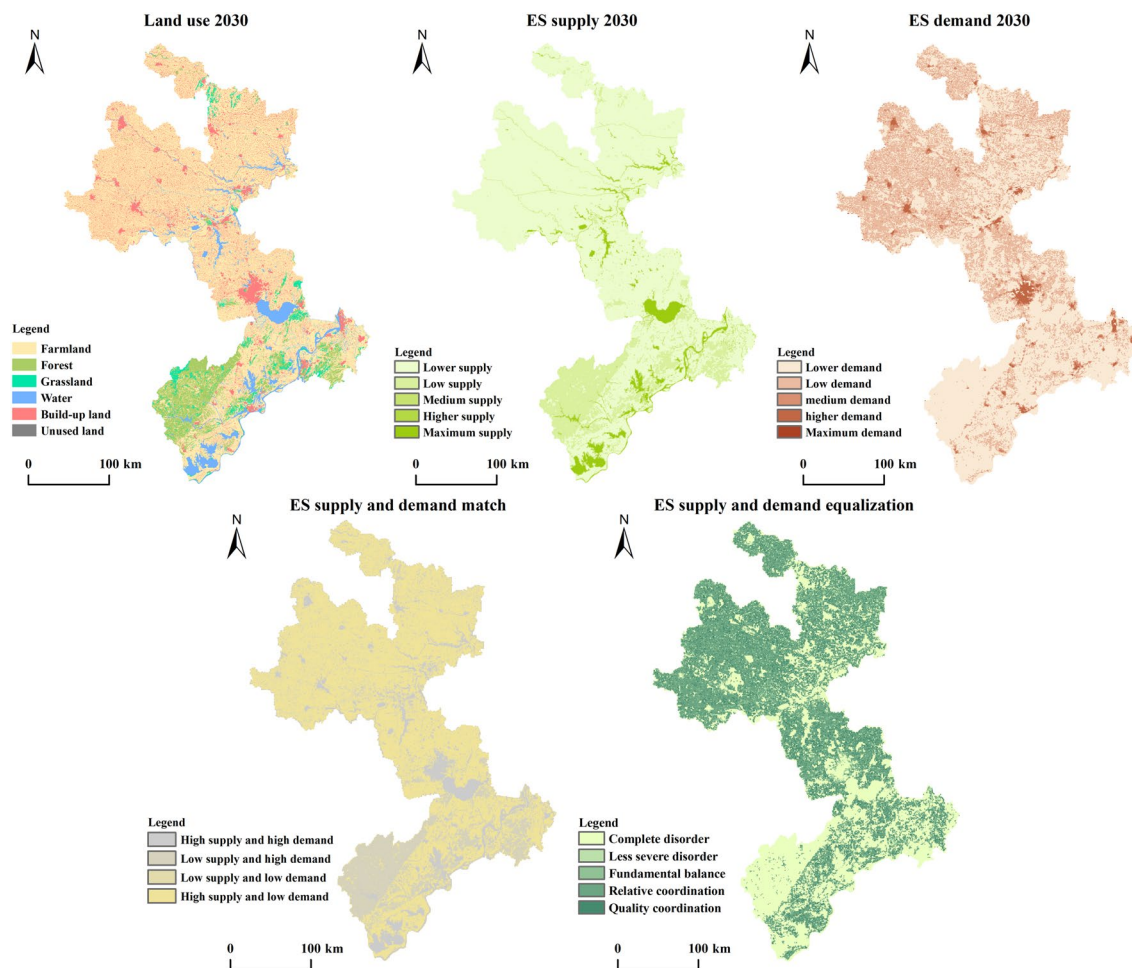 Land use 2030
N
Legend
Farmland
Forest
Grassland
Water
Build-up land
Unused land
0 100 km
ES supply 2030
N
Legend
Lower supply
Low supply
Medium supply
Higher supply
Maximum supply
0 100 km
ES demand 2030
N
Legend
Lower demand
Low demand
medium demand
higher demand
Maximum demand
0 100 km
ES supply and demand match
N
Legend
High supply and high demand
Low supply and high demand
Low supply and low demand
High supply and low demand
0 100 km
ES supply and demand equalization
N
Legend
Complete disorder
Less severe disorder
Fundamental balance
Relative coordination
Quality coordination
0 100 km